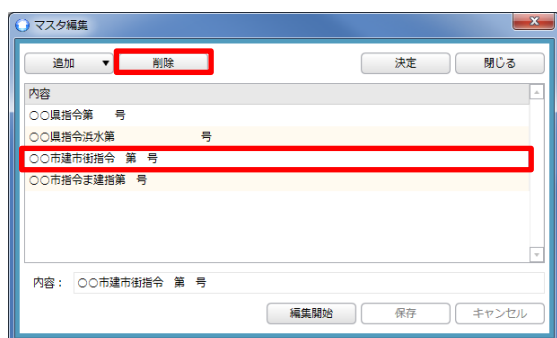 マスタ編集
追加 ▼ 削除 決定 閉じる
内容
○○県指令第　号
○○県指令浜水第　　　　　　号
○○市建市街指令　第　号
○○市指令ま建指第　号
内容： ○○市建市街指令　第　号
編集開始 保存 キャンセル